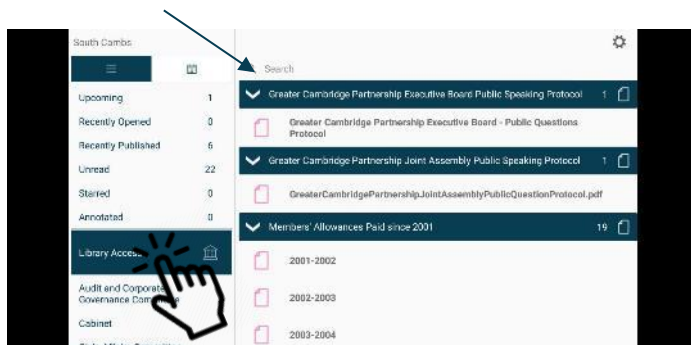 South Cambs
Upcoming 1
Recently Opened 0
Recently Published 6
Unread 22
Starred 0
Annotated 0
Library Access
Audit and Corporate
Governance
Cabinet
Search
Greater Cambridge Partnership Executive Board Public Speaking Protocol 1
Greater Cambridge Partnership Executive Board - Public Questions
Protocol
Greater Cambridge Partnership Joint Assembly Public Speaking Protocol 1
GreaterCambridgePartnershipJointAssemblyPublicQuestionProtocol.pdf
Members' Allowances Paid since 2001 19
2001-2002
2002-2003
2003-2004